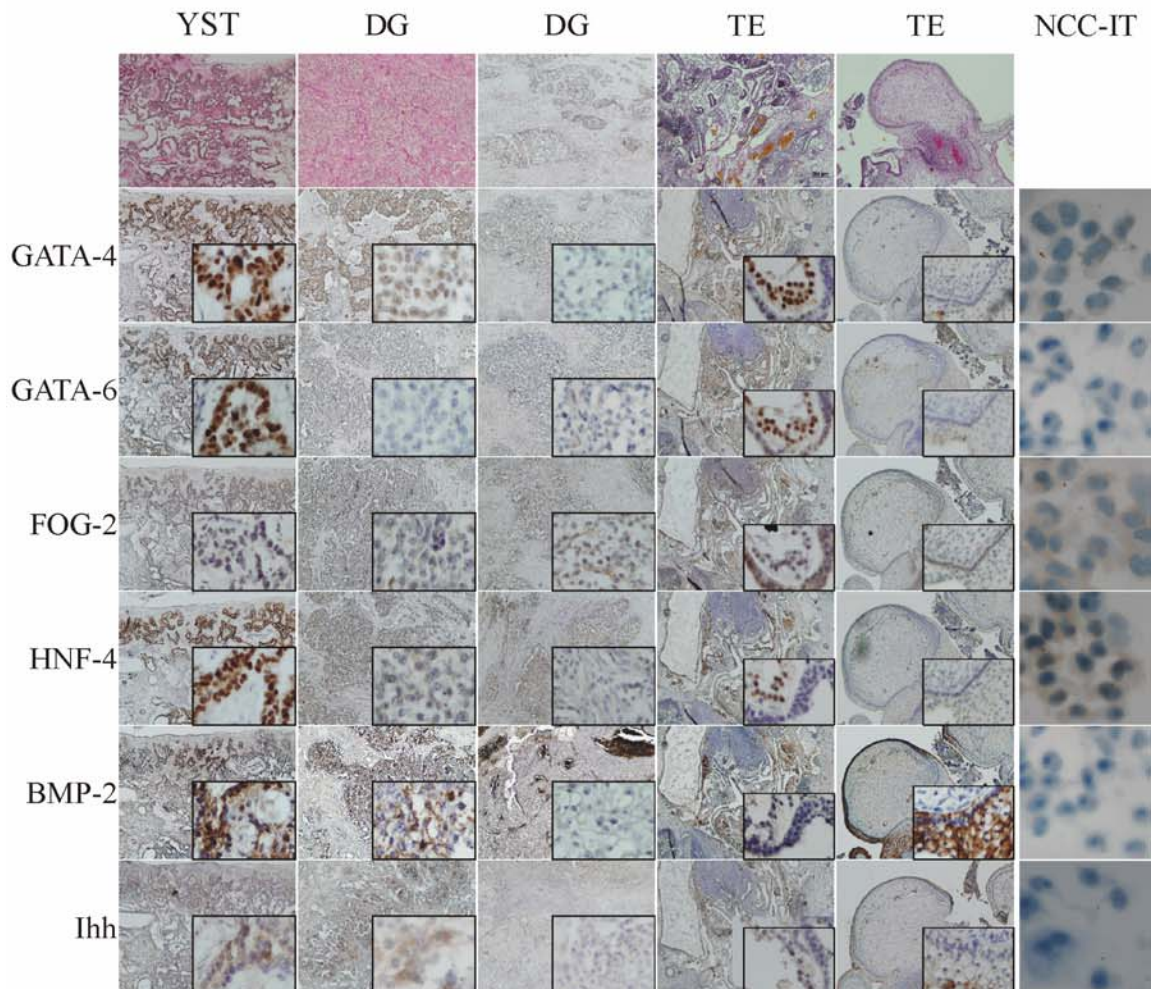 YST DG DG TE TE NCC-IT
GATA-4
GATA-6
FOG-2
HNF-4
BMP-2
Ihh